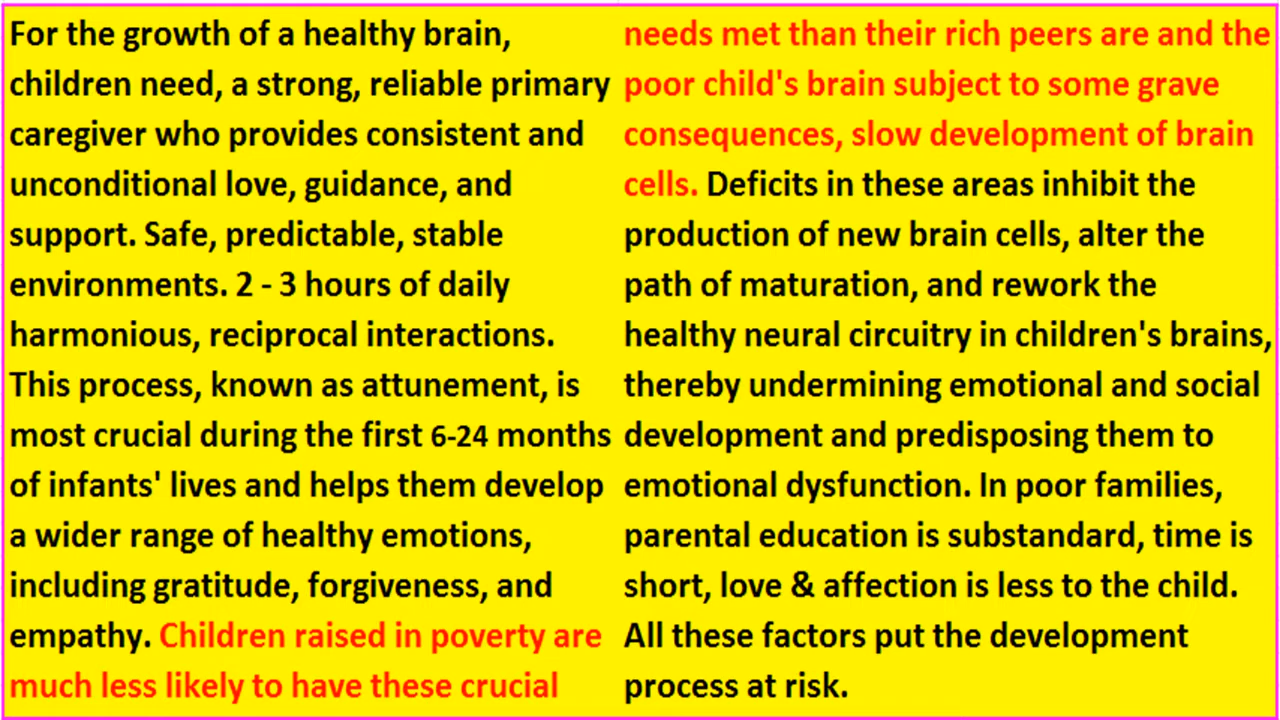 For the growth of a healthy brain,
children need, a strong, reliable primary
caregiver who provides consistent and
unconditional love, guidance, and
support. Safe, predictable, stable
environments. 2 - 3 hours of daily
harmonious, reciprocal interactions.
This process, known as attunement, is
most crucial during the first 6-24 months
of infants' lives and helps them develop
a wider range of healthy emotions,
including gratitude, forgiveness, and
empathy. Children raised in poverty are
much less likely to have these crucial
needs met than their rich peers are and the
poor child's brain subject to some grave
consequences, slow development of brain
cells. Deficits in these areas inhibit the
production of new brain cells, alter the
path of maturation, and rework the
healthy neural circuitry in children's brains,
thereby undermining emotional and social
development and predisposing them to
emotional dysfunction. In poor families,
parental education is substandard, time is
short, love & affection is less to the child.
All these factors put the development
process at risk.